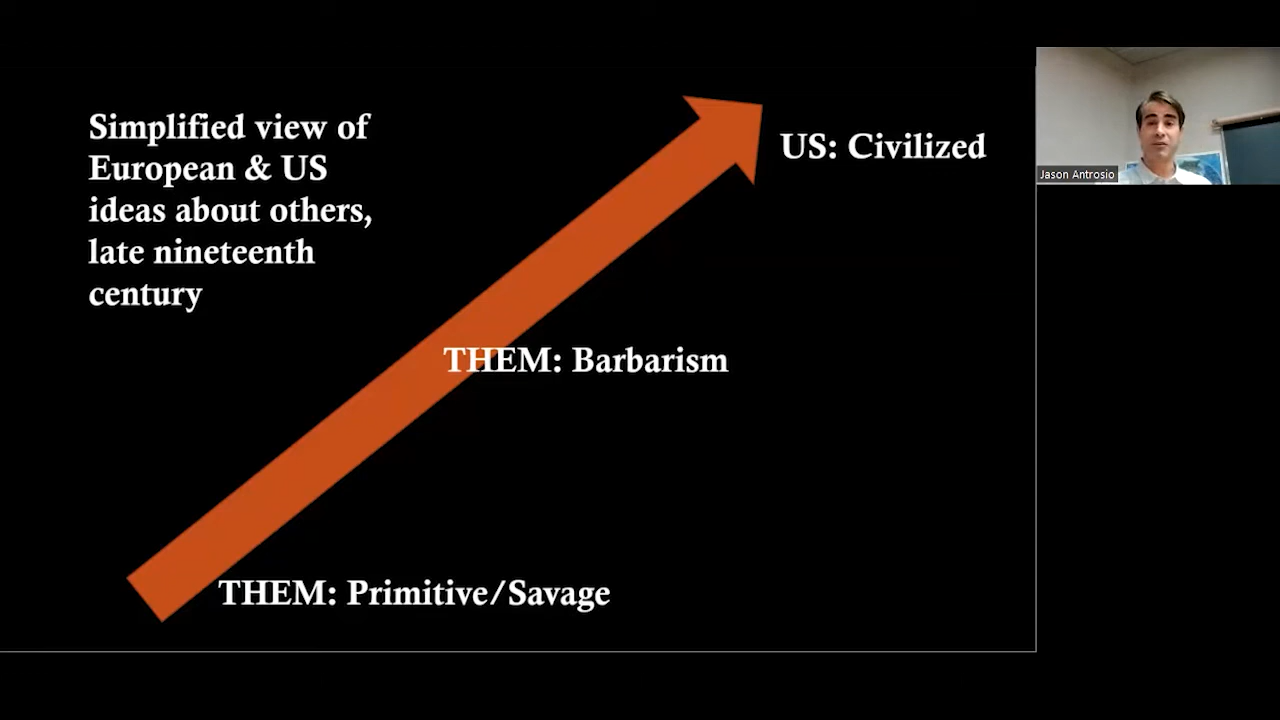 Simplified view of
European & US
ideas about others,
late nineteenth
century
US: Civilized
THEM: Barbarism
THEM: Primitive/Savage
Jason Antrosio